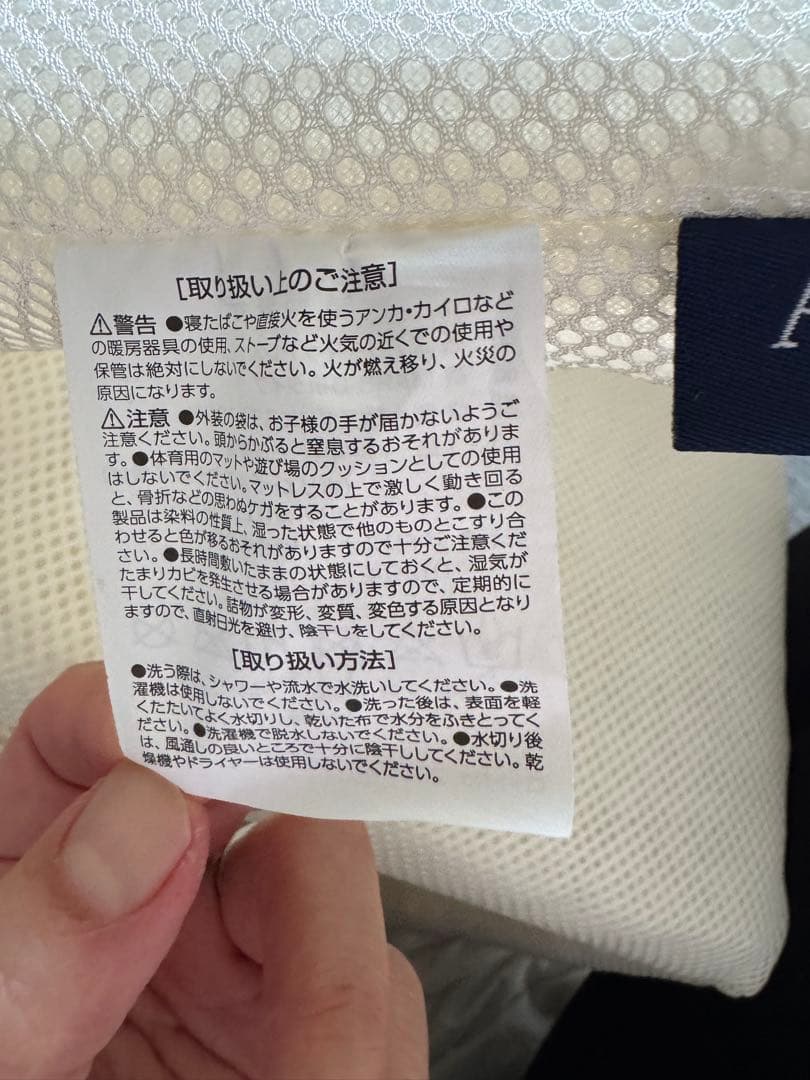 ［取り扱い上のご注意］
⚠警告 ●寝たばこや直接火を使うアンカ・カイロなど
の暖房器具の使用、ストーブなど火気の近くでの使用や
保管は絶対にしないでください。火が燃え移り、火災の
原因になります。
⚠注意 ●外装の袋は、お子様の手が届かないようご
注意ください。頭からかぶると窒息するおそれがありま
す。●体育用のマットや遊び場のクッションとしての使用
はしないでください。マットレスの上で激しく動き回る
と、骨折などの思わぬケガをすることがあります。●この
製品は染料の性質上、湿った状態で他のものとこすり合
わせると色が移るおそれがありますので十分ご注意くだ
さい。●長時間敷いたままの状態にしておくと、湿気が
たまりカビを発生させる場合がありますので、定期的に
干してください。詰物が変形、変質、変色する原因となり
ますので、直射日光を避け、陰干しをしてください。
［取り扱い方法］
●洗う際は、シャワーや流水で水洗いしてください。●洗
濯機は使用しないでください。●洗った後は、表面を軽
くたたいてよく水切りし、乾いた布で水分をふきとってく
ださい。●洗濯機で脱水しないでください。●水切り後
は、風通しの良いところで十分に陰干ししてください。乾
燥機やドライヤーは使用しないでください。
A